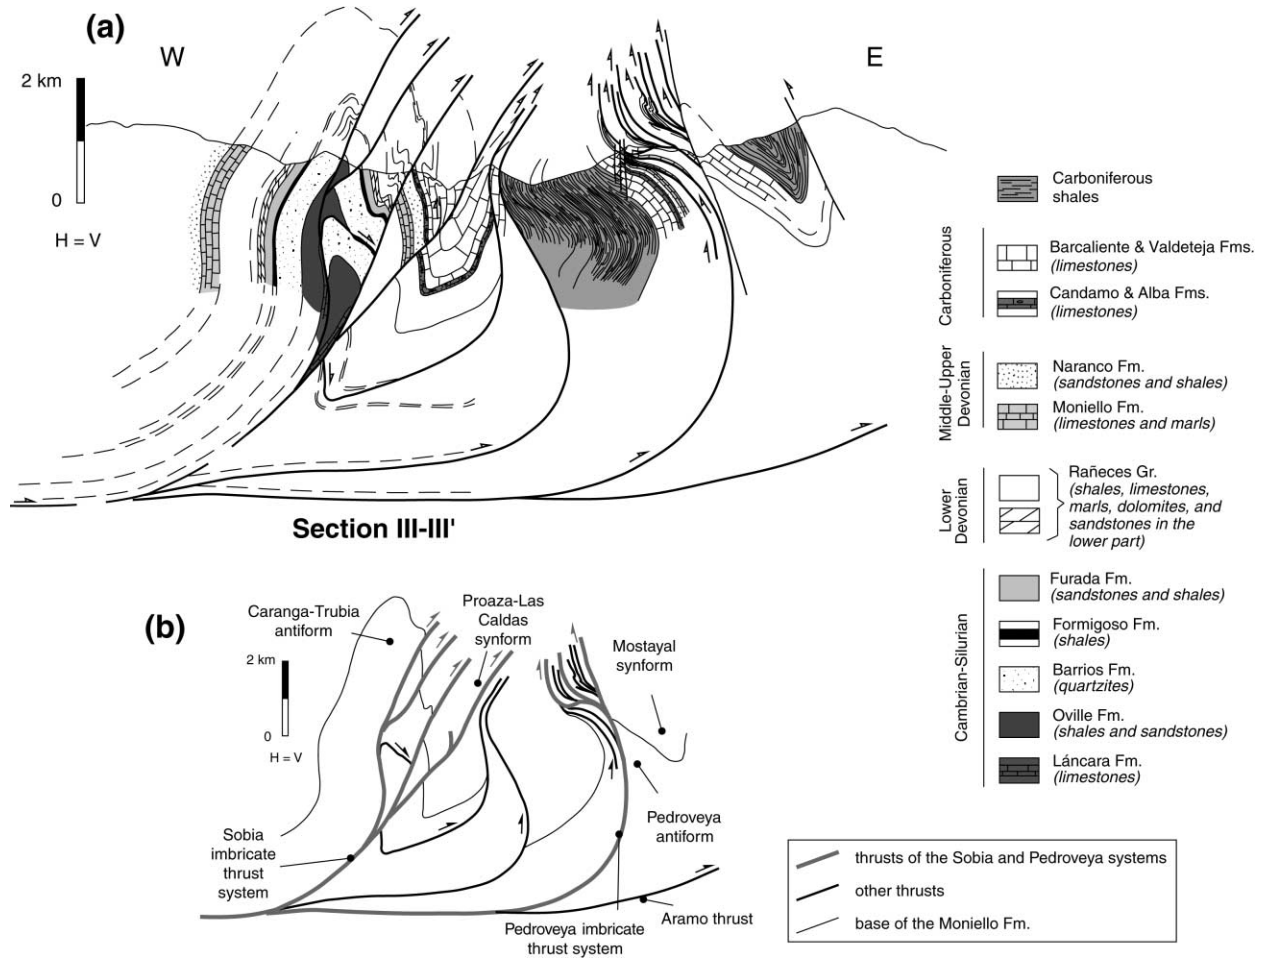 (a)
W
E
2 km
0
H = V
Section III-III'
Carboniferous
shales
Carboniferous
Barcaliente & Valdeteja Fms.
(limestones)
Candamo & Alba Fms.
(limestones)
Middle-Upper
Devonian
Naranco Fm.
(sandstones and shales)
Moniello Fm.
(limestones and marls)
Lower
Devonian
Rañeces Gr.
(shales, limestones,
marls, dolomites, and
sandstones in the
lower part)
Cambrian-Silurian
Furada Fm.
(sandstones and shales)
Formigoso Fm.
(shales)
Barrios Fm.
(quartzites)
Oville Fm.
(shales and sandstones)
Láncara Fm.
(limestones)
(b)
Caranga-Trubia
antiform
Proaza-Las
Caldas
synform
Mostayal
synform
2 km
0
H = V
Sobia
imbricate
thrust
system
Pedroveya
antiform
Pedroveya imbricate
thrust system
Aramo thrust
thrusts of the Sobia and Pedroveya systems
other thrusts
base of the Moniello Fm.